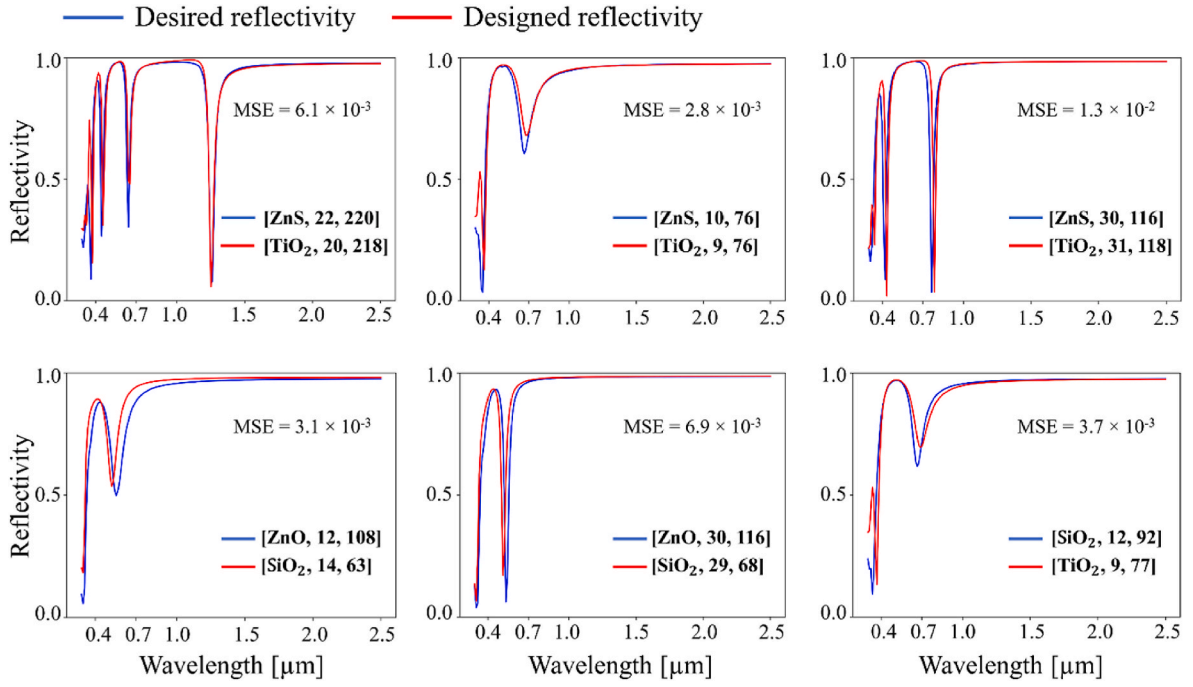 Desired reflectivity
Designed reflectivity
Reflectivity
1.0
0.5
0.0
MSE = 6.1 × 10⁻³
[ZnS, 22, 220]
[TiO₂, 20, 218]
0.4 0.7 1.0 1.5 2.0 2.5
1.0
0.5
0.0
MSE = 2.8 × 10⁻³
[ZnS, 10, 76]
[TiO₂, 9, 76]
0.4 0.7 1.0 1.5 2.0 2.5
1.0
0.5
0.0
MSE = 1.3 × 10⁻²
[ZnS, 30, 116]
[TiO₂, 31, 118]
0.4 0.7 1.0 1.5 2.0 2.5
Reflectivity
1.0
0.5
0.0
MSE = 3.1 × 10⁻³
[ZnO, 12, 108]
[SiO₂, 14, 63]
0.4 0.7 1.0 1.5 2.0 2.5
Wavelength [µm]
1.0
0.5
0.0
MSE = 6.9 × 10⁻³
[ZnO, 30, 116]
[SiO₂, 29, 68]
0.4 0.7 1.0 1.5 2.0 2.5
Wavelength [µm]
1.0
0.5
0.0
MSE = 3.7 × 10⁻³
[SiO₂, 12, 92]
[TiO₂, 9, 77]
0.4 0.7 1.0 1.5 2.0 2.5
Wavelength [µm]